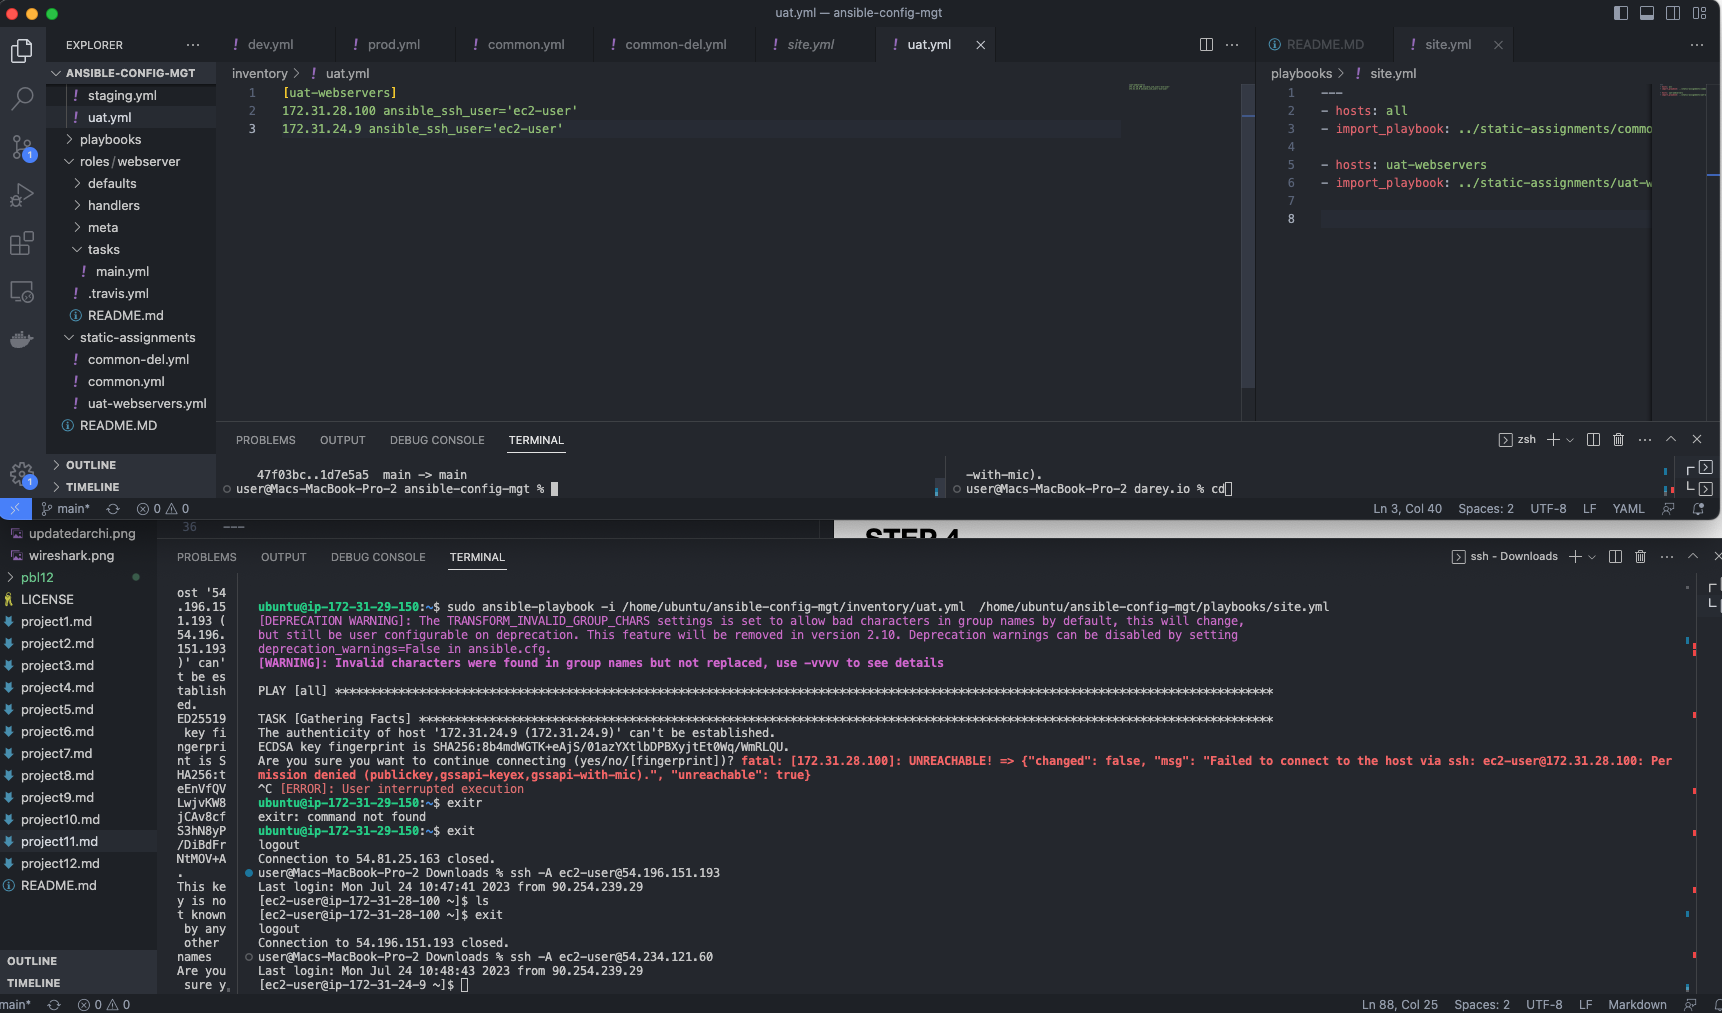 uat.yml — ansible-config-mgt
EXPLORER
ANSIBLE-CONFIG-MGT
staging.yml
uat.yml
playbooks
roles/webserver
defaults
handlers
meta
tasks
main.yml
.travis.yml
README.md
static-assignments
common-del.yml
common.yml
uat-webservers.yml
README.MD
OUTLINE
TIMELINE
dev.yml
prod.yml
common.yml
common-del.yml
site.yml
uat.yml
inventory > uat.yml
1 [uat-webservers]
2 172.31.28.100 ansible_ssh_user='ec2-user'
3 172.31.24.9 ansible_ssh_user='ec2-user'
README.MD
site.yml
playbooks > site.yml
1 ---
2 - hosts: all
3 - import_playbook: ../static-assignments/commo
4
5 - hosts: uat-webservers
6 - import_playbook: ../static-assignments/uat-w
7
8
PROBLEMS OUTPUT DEBUG CONSOLE TERMINAL
zsh
47f03bc..1d7e5a5 main -> main
user@Macs-MacBook-Pro-2 ansible-config-mgt %
-with-mic).
user@Macs-MacBook-Pro-2 darey.io % cd
main* 0 0
Ln 3, Col 40 Spaces: 2 UTF-8 LF YAML
36 ---
STEP 4
updatedarchi.png
wireshark.png
pbl12
LICENSE
project1.md
project2.md
project3.md
project4.md
project5.md
project6.md
project7.md
project8.md
project9.md
project10.md
project11.md
project12.md
README.md
OUTLINE
TIMELINE
PROBLEMS OUTPUT DEBUG CONSOLE TERMINAL
ssh - Downloads
ost '54
.196.15
1.193 (
54.196.
151.193
)' can'
t be es
tablish
ed.
ED25519
key fi
ngerpri
nt is S
HA256:t
eEnVfQV
LwjvKW8
jCAv8cf
S3hN8yP
/DiBdFr
NtMOV+A
.
This ke
y is no
t known
by any
other
names
Are you
sure y
ubuntu@ip-172-31-29-150:~$ sudo ansible-playbook -i /home/ubuntu/ansible-config-mgt/inventory/uat.yml /home/ubuntu/ansible-config-mgt/playbooks/site.yml
[DEPRECATION WARNING]: The TRANSFORM_INVALID_GROUP_CHARS settings is set to allow bad characters in group names by default, this will change,
but still be user configurable on deprecation. This feature will be removed in version 2.10. Deprecation warnings can be disabled by setting
deprecation_warnings=False in ansible.cfg.
[WARNING]: Invalid characters were found in group names but not replaced, use -vvvv to see details
PLAY [all] **************************************************************************************************************************************
TASK [Gathering Facts] **************************************************************************************************************************
The authenticity of host '172.31.24.9 (172.31.24.9)' can't be established.
ECDSA key fingerprint is SHA256:8b4mdWGTK+eAjS/01azYXtlbDPBXyjtEt0Wq/WmRLQU.
Are you sure you want to continue connecting (yes/no/[fingerprint])? fatal: [172.31.28.100]: UNREACHABLE! => {"changed": false, "msg": "Failed to connect to the host via ssh: ec2-user@172.31.28.100: Per
mission denied (publickey,gssapi-keyex,gssapi-with-mic).", "unreachable": true}
^C [ERROR]: User interrupted execution
ubuntu@ip-172-31-29-150:~$ exitr
exitr: command not found
ubuntu@ip-172-31-29-150:~$ exit
logout
Connection to 54.81.25.163 closed.
user@Macs-MacBook-Pro-2 Downloads % ssh -A ec2-user@54.196.151.193
Last login: Mon Jul 24 10:47:41 2023 from 90.254.239.29
[ec2-user@ip-172-31-28-100 ~]$ ls
[ec2-user@ip-172-31-28-100 ~]$ exit
logout
Connection to 54.196.151.193 closed.
user@Macs-MacBook-Pro-2 Downloads % ssh -A ec2-user@54.234.121.60
Last login: Mon Jul 24 10:48:43 2023 from 90.254.239.29
[ec2-user@ip-172-31-24-9 ~]$
main* 0 0
Ln 88, Col 25 Spaces: 2 UTF-8 LF Markdown